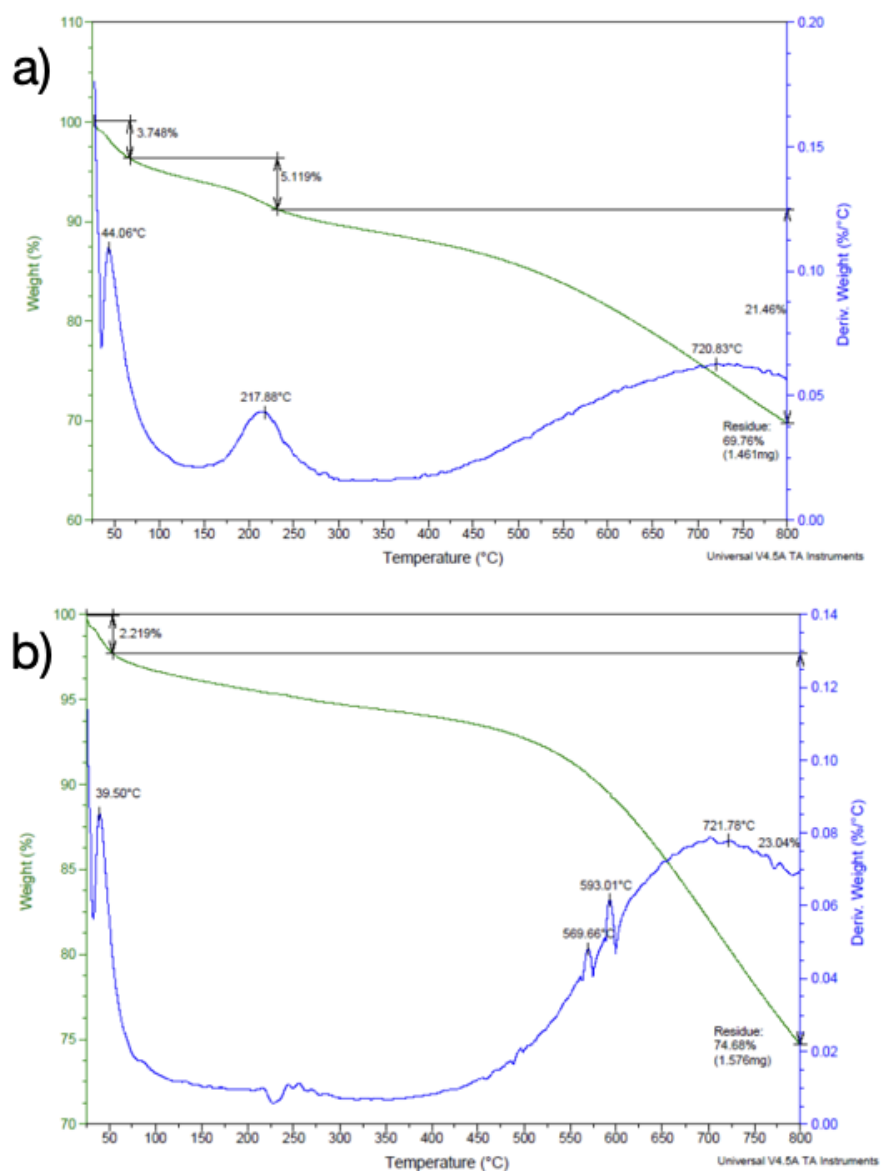 a)
110
0.20
100
3.748%
5.119%
0.15
90
44.06°C
Weight (%)
0.10
Deriv. Weight (%/°C)
80
21.46%
720.83°C
217.88°C
0.05
70
Residue:
69.76%
(1.461mg)
60
0.00
50 100 150 200 250 300 350 400 450 500 550 600 650 700 750 800
Temperature (°C)
Universal V4.5A TA Instruments
b)
100
0.14
2.219%
0.12
95
0.10
39.50°C
90
Weight (%)
0.08
Deriv. Weight (%/°C)
721.78°C
23.04%
85
593.01°C
0.06
569.66°C
80
0.04
75
Residue:
74.68%
(1.576mg)
0.02
70
0.00
50 100 150 200 250 300 350 400 450 500 550 600 650 700 750 800
Temperature (°C)
Universal V4.5A TA Instruments